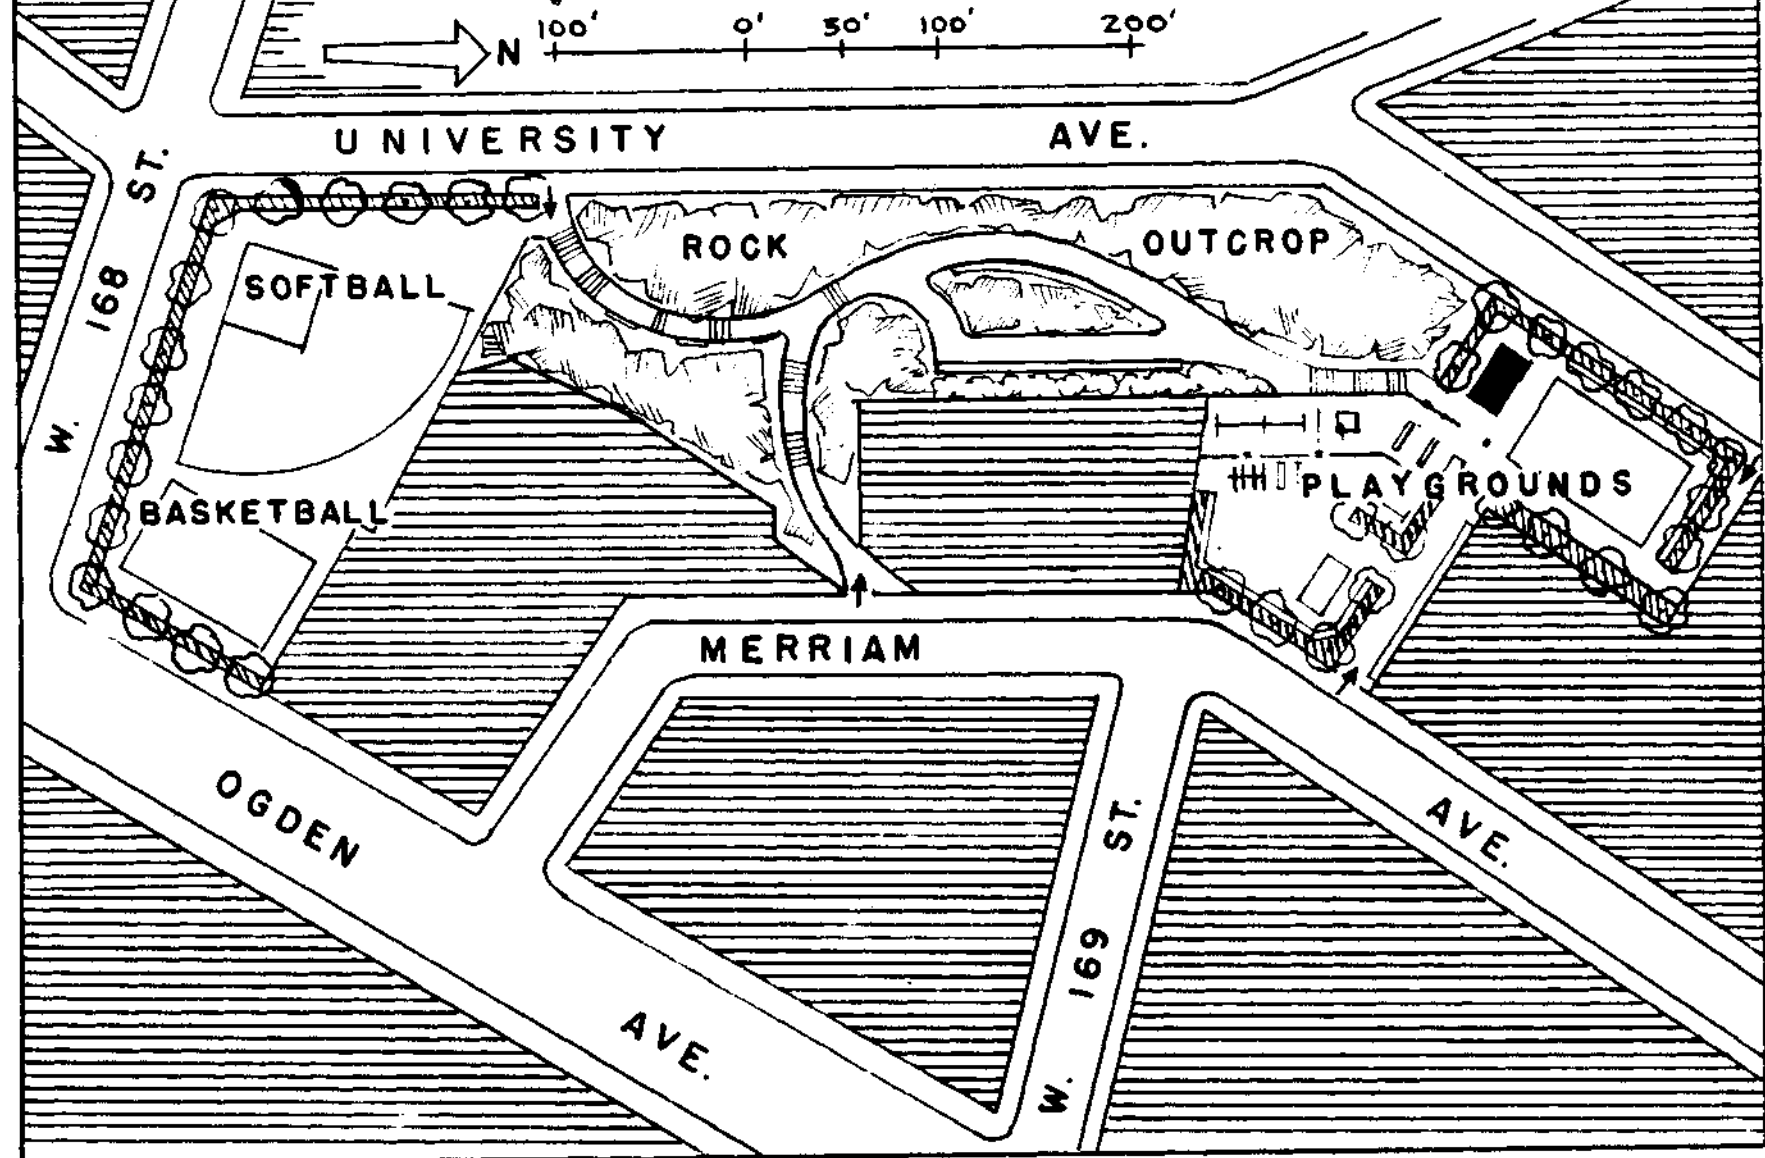 100' 0' 50' 100' 200'
N
UNIVERSITY AVE.
W. 168 ST.
ROCK OUTCROP
SOFTBALL
PLAYGROUNDS
BASKETBALL
MERRIAM AVE.
OGDEN AVE.
W. 169 ST.